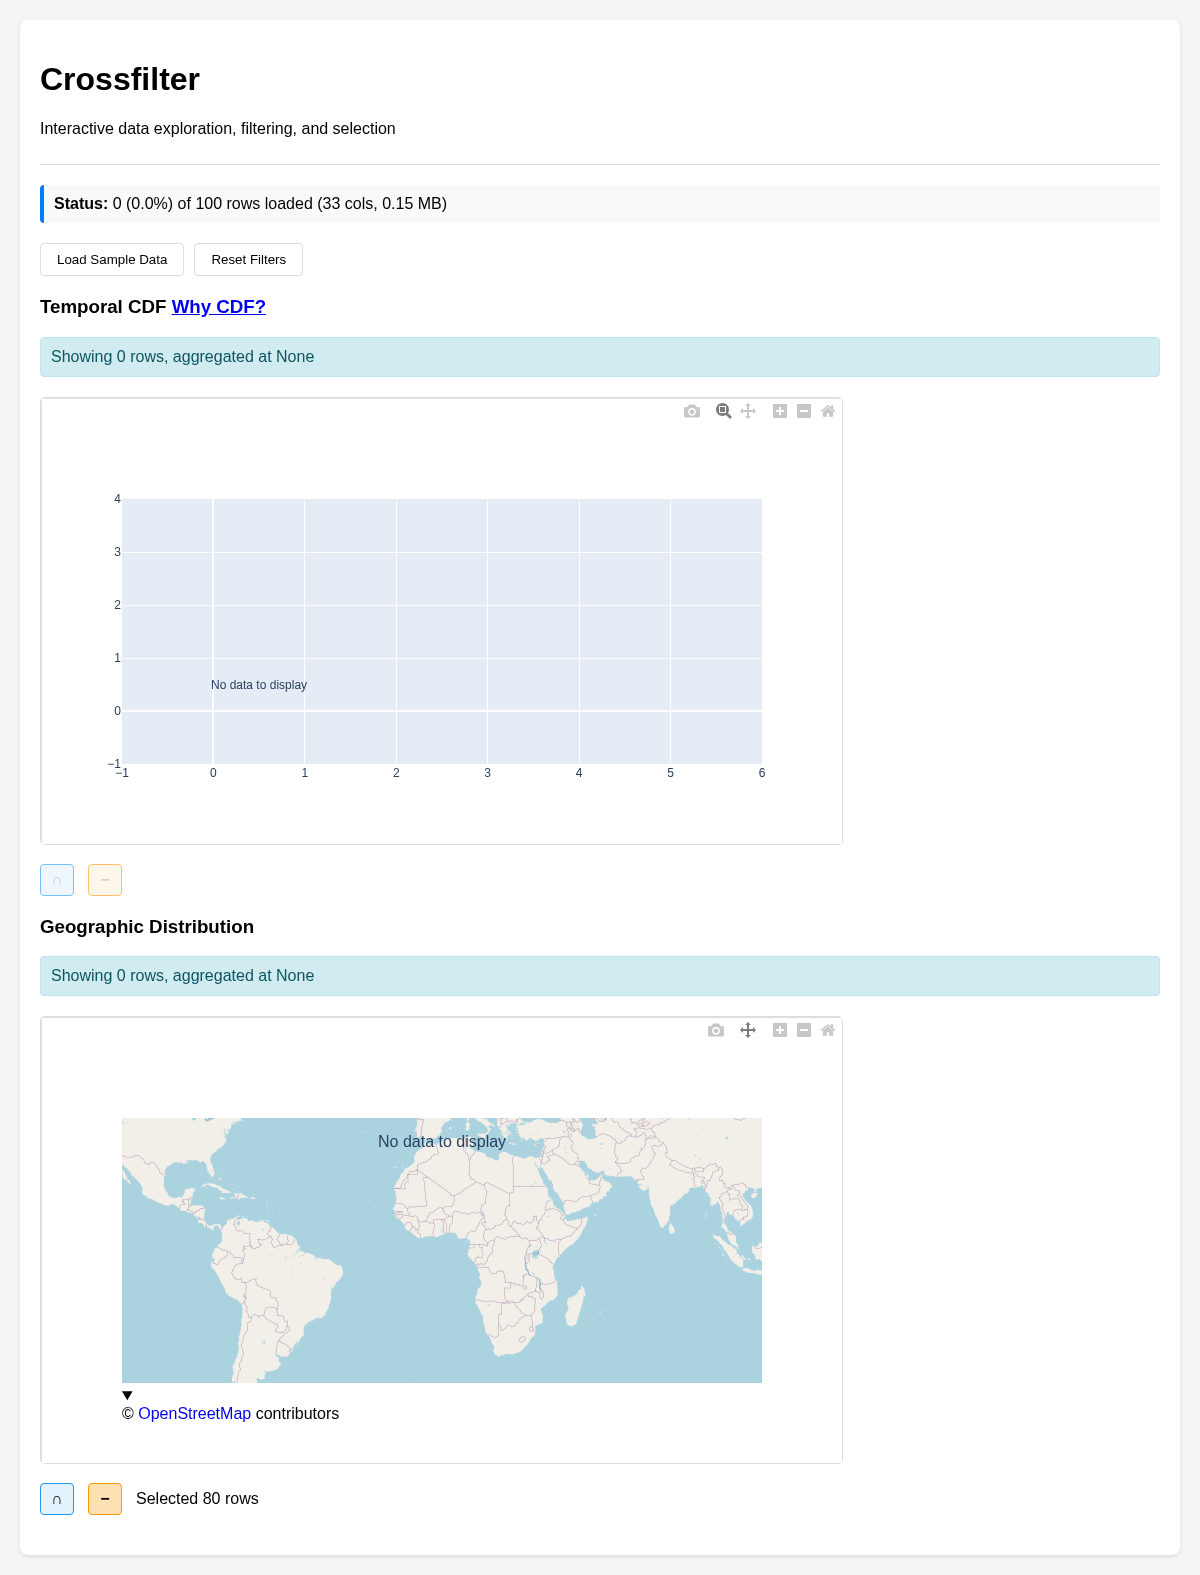 Crossfilter
Interactive data exploration, filtering, and selection
Status: 0 (0.0%) of 100 rows loaded (33 cols, 0.15 MB)
Load Sample Data
Reset Filters
Temporal CDF Why CDF?
Showing 0 rows, aggregated at None
4
3
2
1
0
−1
No data to display
−1 0 1 2 3 4 5 6
∩ −
Geographic Distribution
Showing 0 rows, aggregated at None
No data to display
© OpenStreetMap contributors
∩ − Selected 80 rows